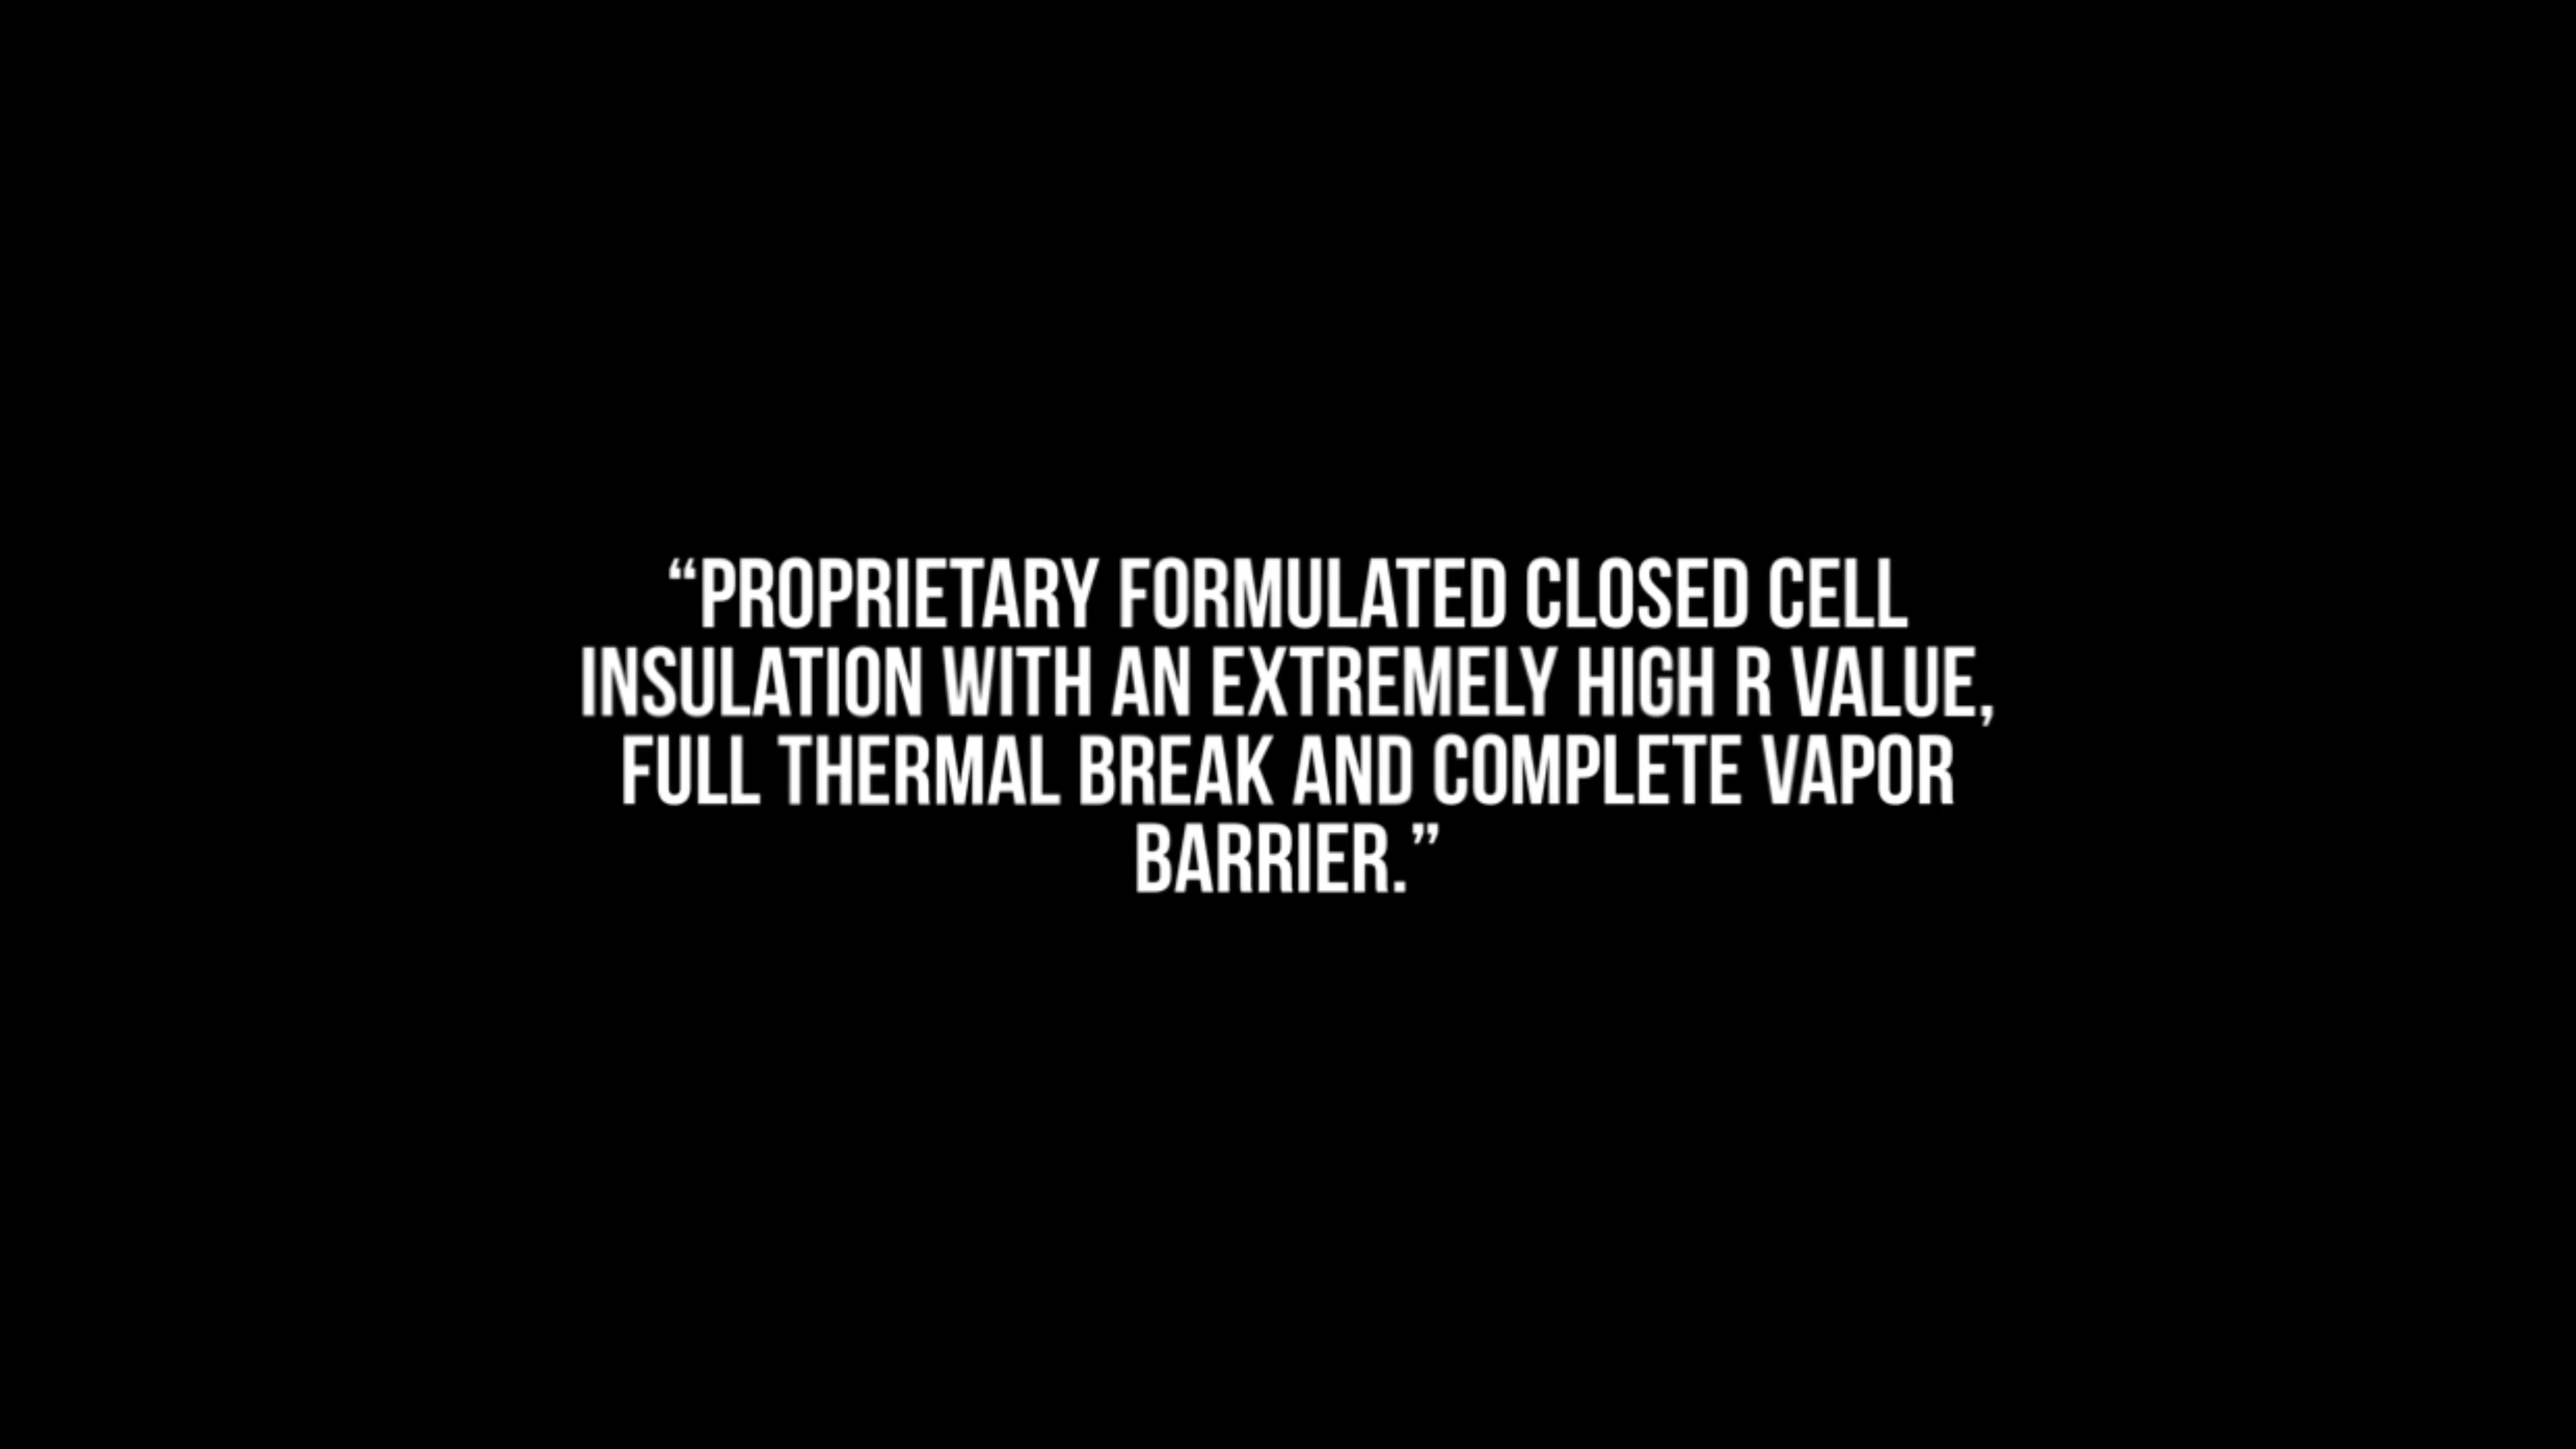 “PROPRIETARY FORMULATED CLOSED CELL
INSULATION WITH AN EXTREMELY HIGH R VALUE,
FULL THERMAL BREAK AND COMPLETE VAPOR
BARRIER.”